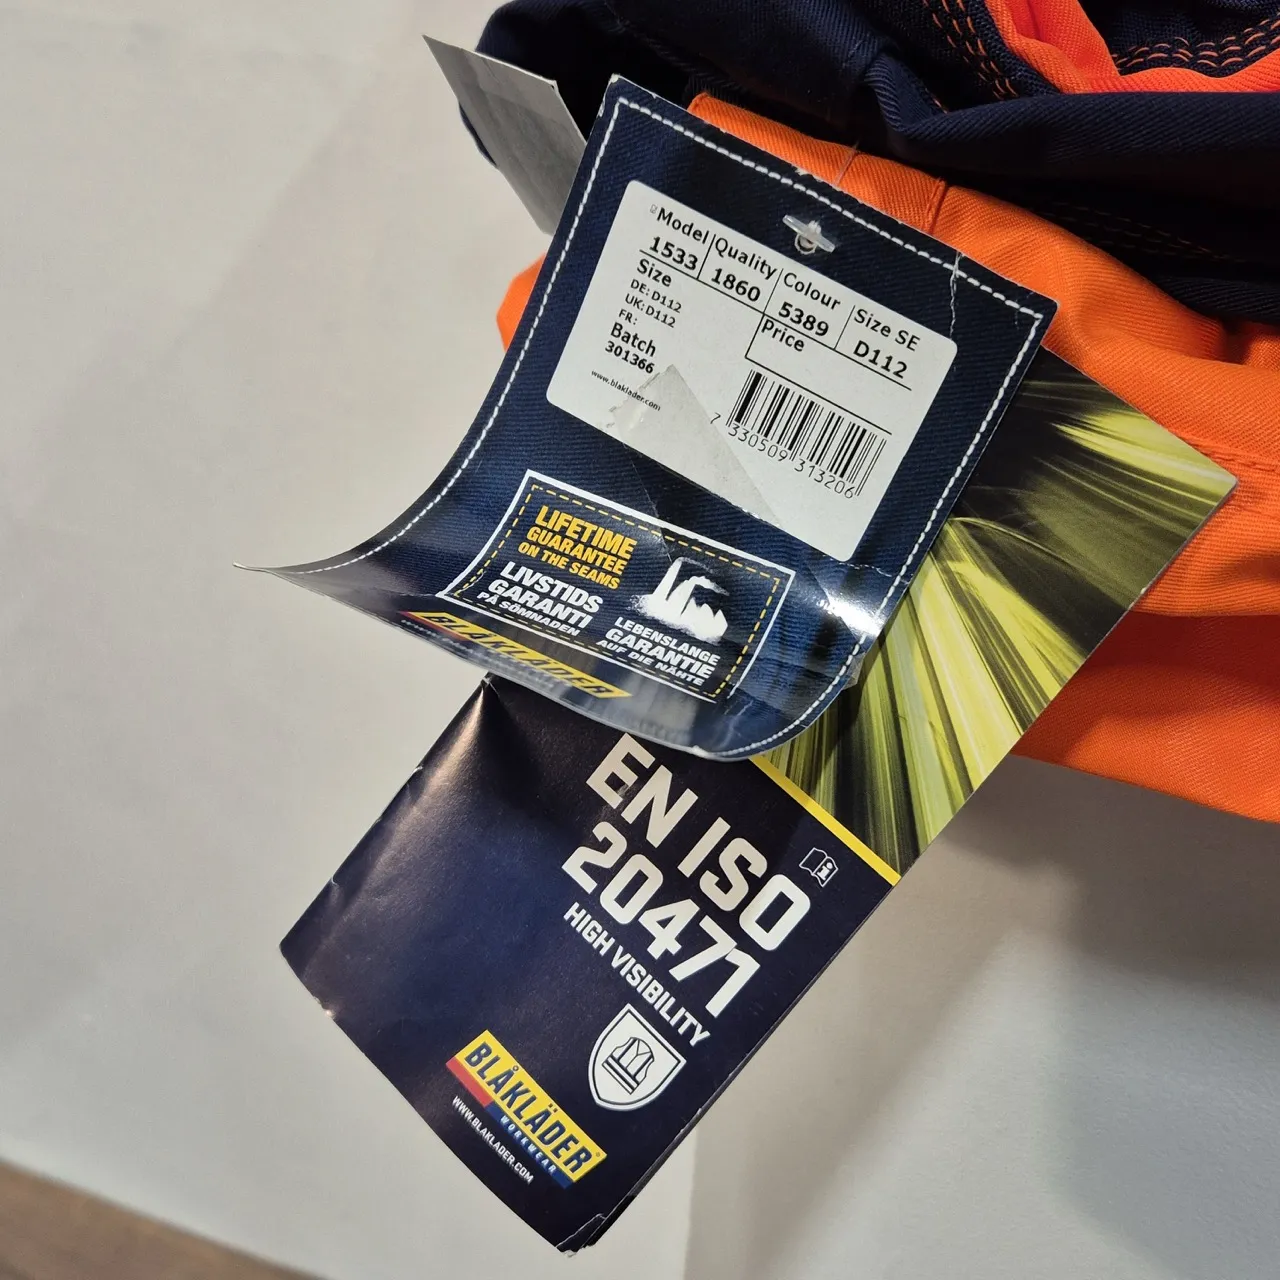 Model Quality Colour Size SE
1533 1860 5389 D112
Size
DE: D112
UK: D112
FR:
Price
Batch
301366
www.blaklader.com
7 330509 313206
LIFETIME
GUARANTEE
ON THE SEAMS
LIVSTIDS
GARANTI
PÅ SÖMNADEN
LEBENSLANGE
GARANTIE
AUF DIE NÄHTE
BLÅKLÄDER
EN ISO
20471
HIGH VISIBILITY
BLÅKLÄDER
WORKWEAR
WWW.BLAKLADER.COM